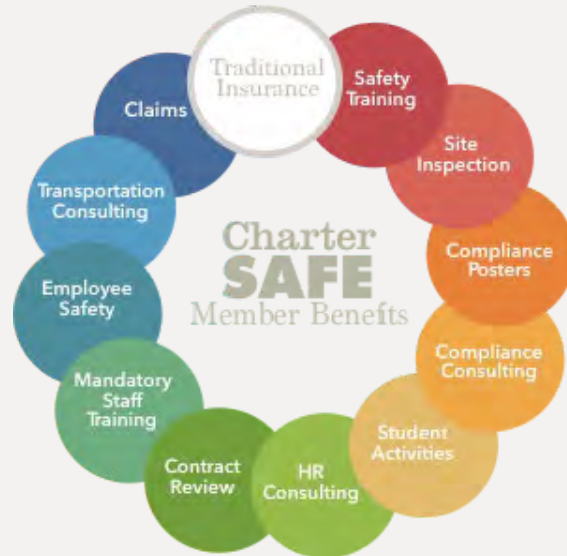 Traditional
Insurance
Safety
Training
Site
Inspection
Compliance
Posters
Compliance
Consulting
Student
Activities
HR
Consulting
Contract
Review
Mandatory
Staff
Training
Employee
Safety
Transportation
Consulting
Claims
Charter
SAFE
Member Benefits